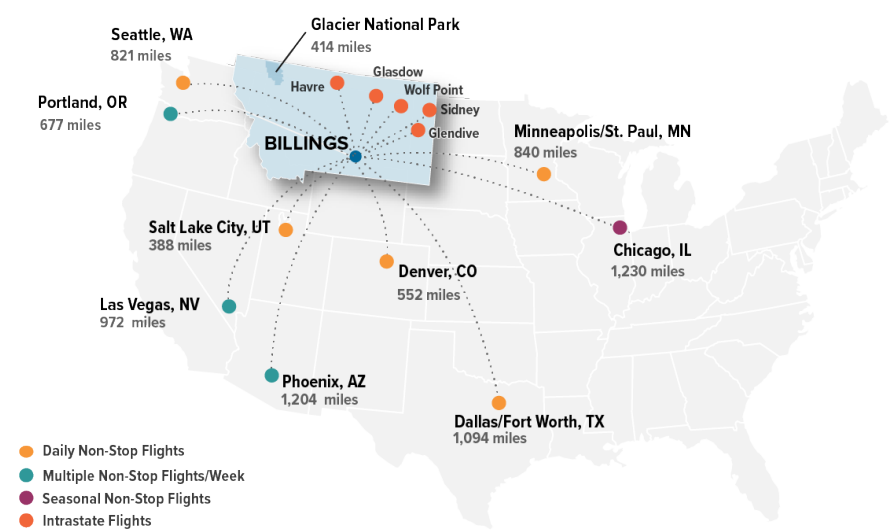 Glacier National Park
414 miles
Seattle, WA
821 miles
Glasdow
Havre
Wolf Point
Portland, OR
677 miles
Sidney
Glendive
BILLINGS
Minneapolis/St. Paul, MN
840 miles
Salt Lake City, UT
388 miles
Chicago, IL
1,230 miles
Denver, CO
552 miles
Las Vegas, NV
972 miles
Phoenix, AZ
1,204 miles
Dallas/Fort Worth, TX
1,094 miles
Daily Non-Stop Flights
Multiple Non-Stop Flights/Week
Seasonal Non-Stop Flights
Intrastate Flights